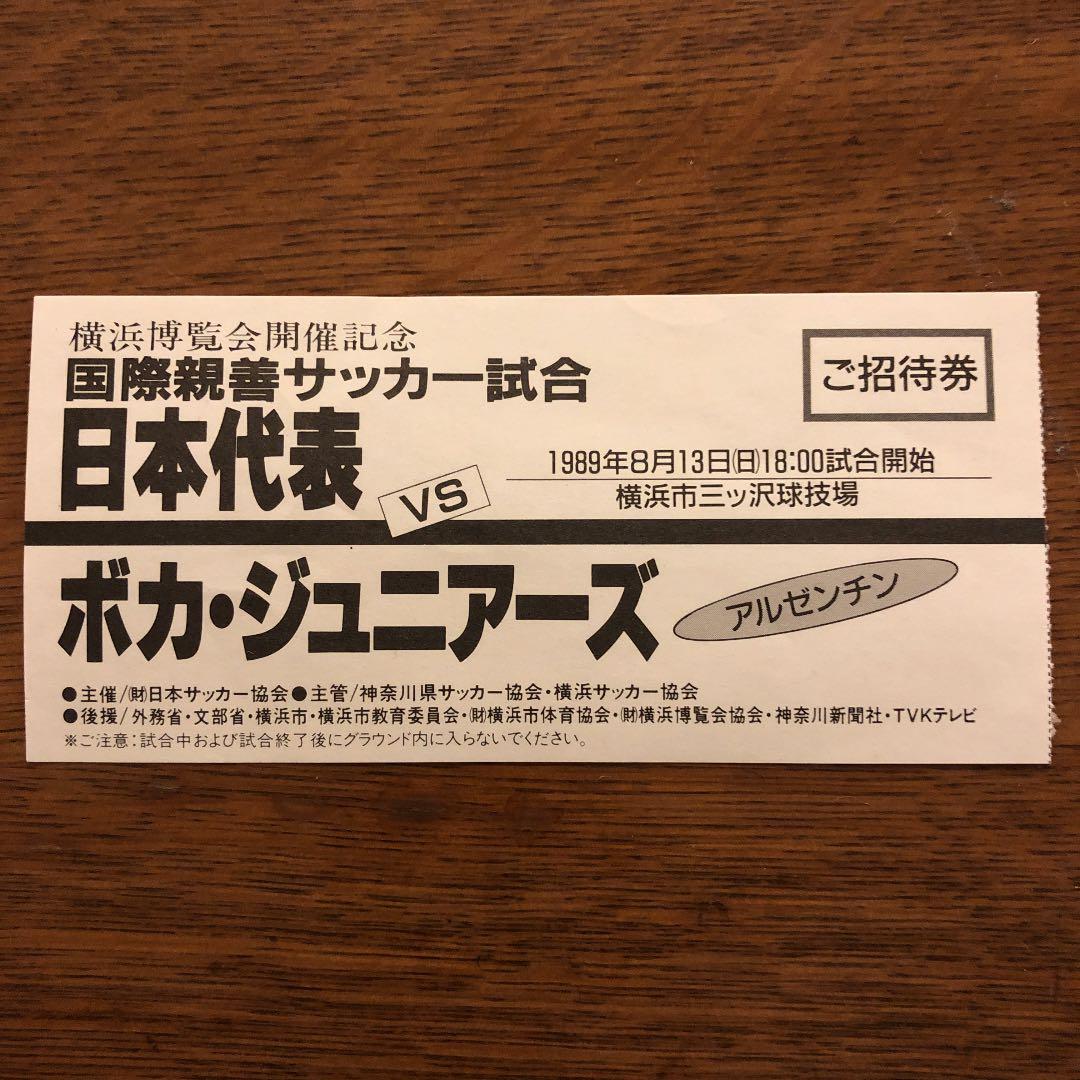 横浜博覧会開催記念
国際親善サッカー試合
ご招待券
日本代表
VS
1989年8月13日(日)18:00試合開始
横浜市三ッ沢球技場
ボカ・ジュニアーズ
アルゼンチン
●主催/㈶日本サッカー協会●主管/神奈川県サッカー協会・横浜サッカー協会
●後援/外務省・文部省・横浜市・横浜市教育委員会・㈶横浜市体育協会・㈶横浜博覧会協会・神奈川新聞社・TVKテレビ
※ご注意:試合中および試合終了後にグラウンド内に入らないでください。